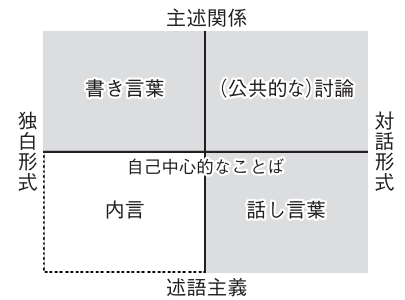 主述関係
書き言葉
(公共的な)討論
独白形式
対話形式
自己中心的なことば
内言
話し言葉
述語主義